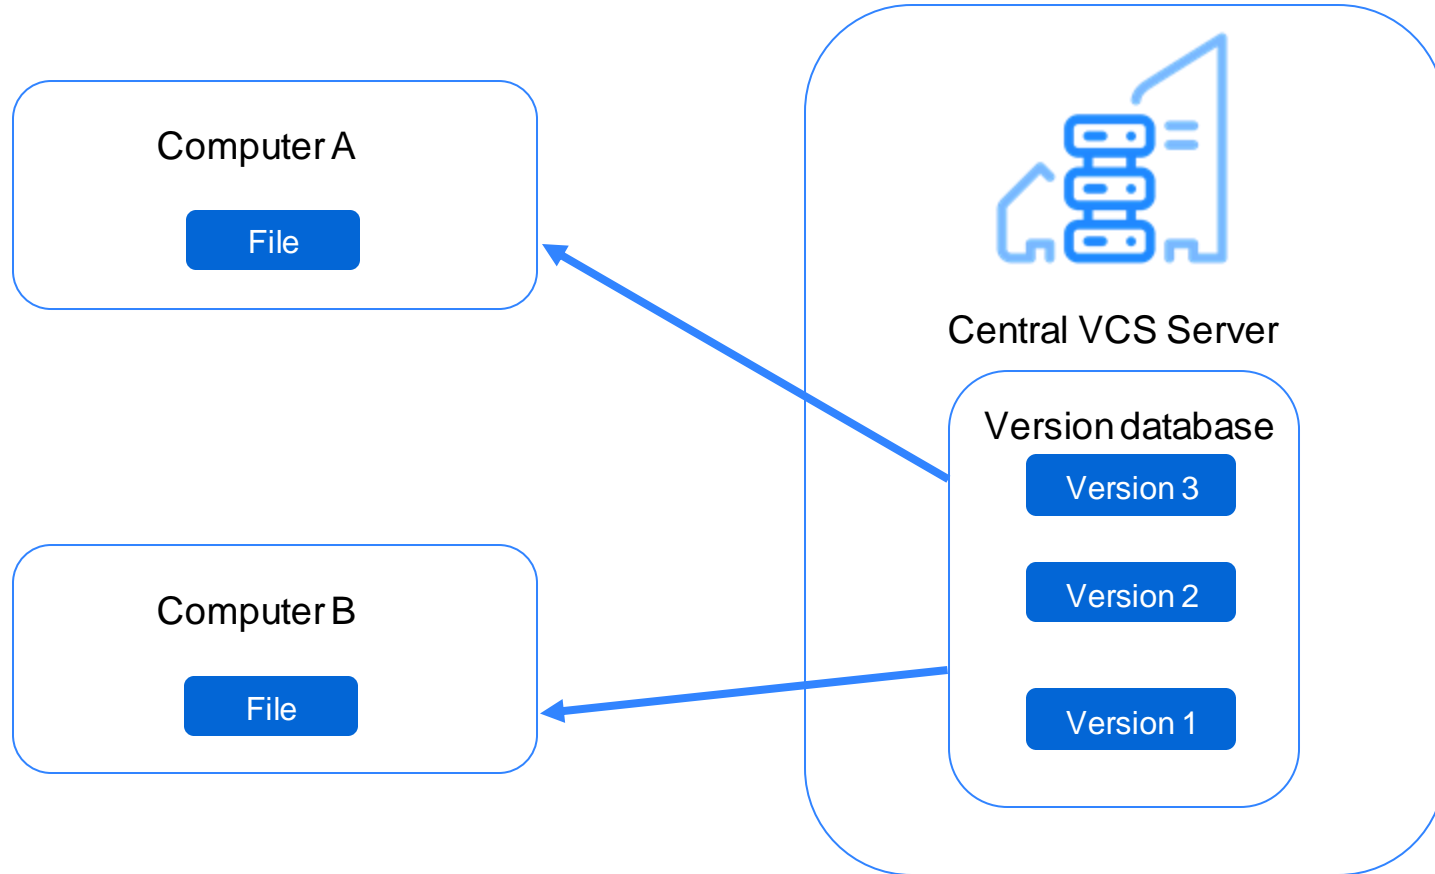 Computer A
File
Central VCS Server
Version database
Version 3
Version 2
Version 1
Computer B
File